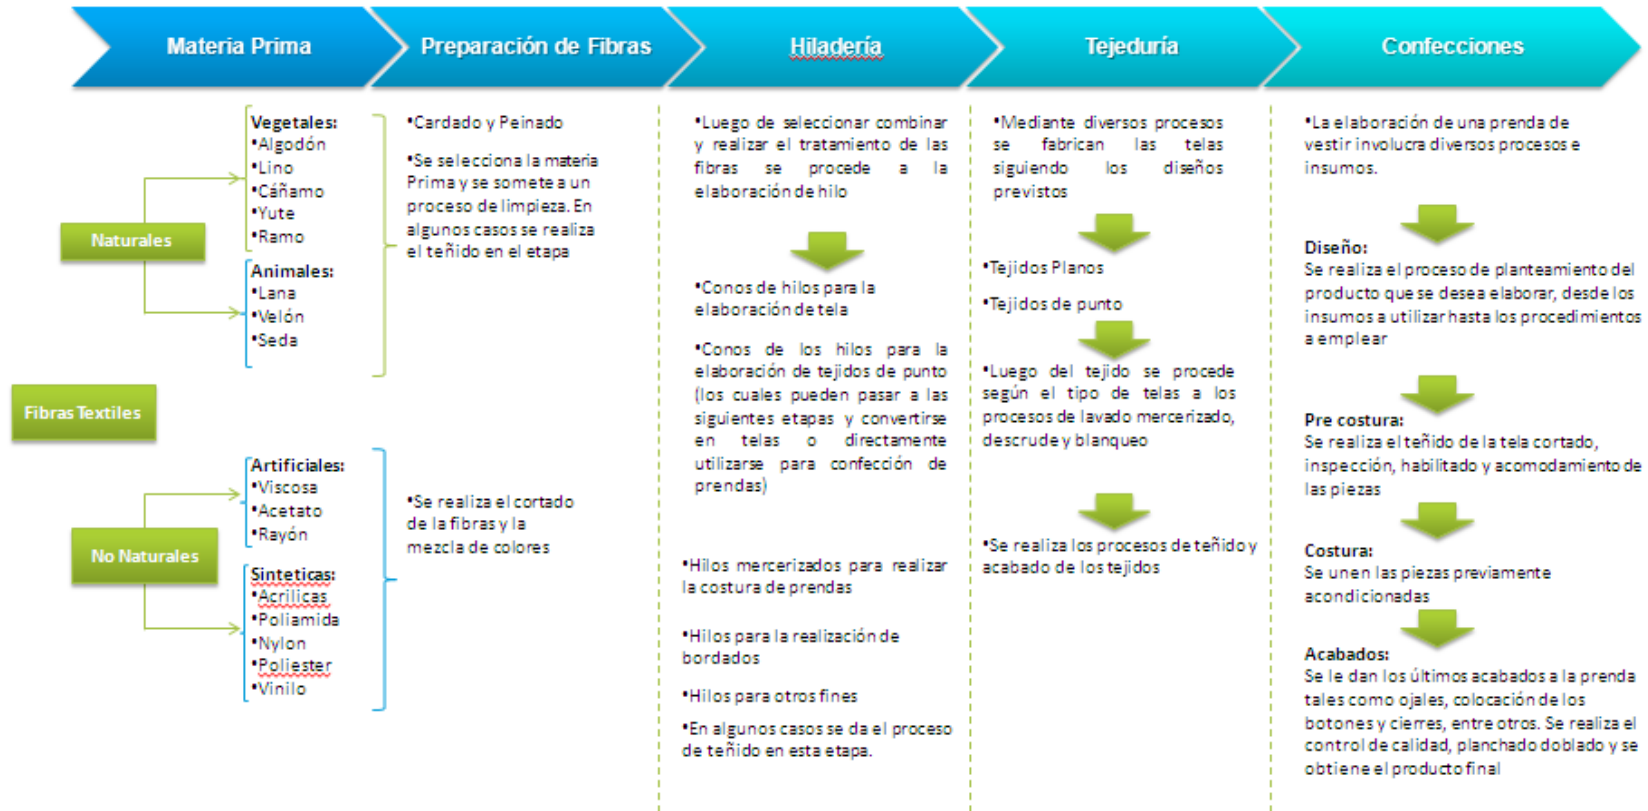 Materia Prima
Preparación de Fibras
Hiladería
Tejeduría
Confecciones
Fibras Textiles
Naturales
No Naturales
Vegetales:
•Algodón
•Lino
•Cáñamo
•Yute
•Ramo
Animales:
•Lana
•Velón
•Seda
Artificiales:
•Viscosa
•Acetato
•Rayón
Sinteticas:
•Acrilicas
•Poliamida
•Nylon
•Poliester
•Vinilo
•Cardado y Peinado
•Se selecciona la materia
Prima y se somete a un
proceso de limpieza. En
algunos casos se realiza
el teñido en el etapa
•Se realiza el cortado
de la fibras y la
mezcla de colores
•Luego de seleccionar combinar
y realizar el tratamiento de las
fibras se procede a la
elaboración de hilo
•Conos de hilos para la
elaboración de tela
•Conos de los hilos para la
elaboración de tejidos de punto
(los cuales pueden pasar a las
siguientes etapas y convertirse
en telas o directamente
utilizarse para confección de
prendas)
•Hilos mercerizados para realizar
la costura de prendas
•Hilos para la realización de
bordados
•Hilos para otros fines
•En algunos casos se da el proceso
de teñido en esta etapa.
•Mediante diversos procesos
se fabrican las telas
siguiendo los diseños
previstos
•Tejidos Planos
•Tejidos de punto
•Luego del tejido se procede
según el tipo de telas a los
procesos de lavado mercerizado,
descrude y blanqueo
•Se realiza los procesos de teñido y
acabado de los tejidos
•La elaboración de una prenda de
vestir involucra diversos procesos e
insumos.
Diseño:
Se realiza el proceso de planteamiento del
producto que se desea elaborar, desde los
insumos a utilizar hasta los procedimientos
a emplear
Pre costura:
Se realiza el teñido de la tela cortado,
inspección, habilitado y acomodamiento de
las piezas
Costura:
Se unen las piezas previamente
acondicionadas
Acabados:
Se le dan los últimos acabados a la prenda
tales como ojales, colocación de los
botones y cierres, entre otros. Se realiza el
control de calidad, planchado doblado y se
obtiene el producto final